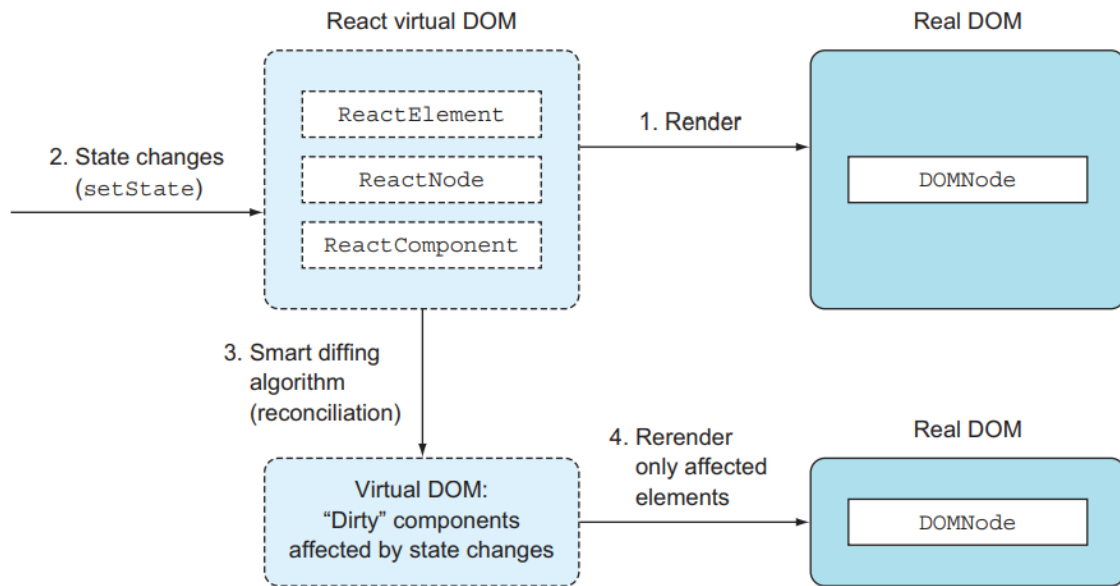 React virtual DOM
Real DOM
ReactElement
1. Render
2. State changes
(setState)
ReactNode
DOMNode
ReactComponent
3. Smart diffing
algorithm
(reconciliation)
Real DOM
4. Rerender
only affected
elements
Virtual DOM:
“Dirty” components
affected by state changes
DOMNode